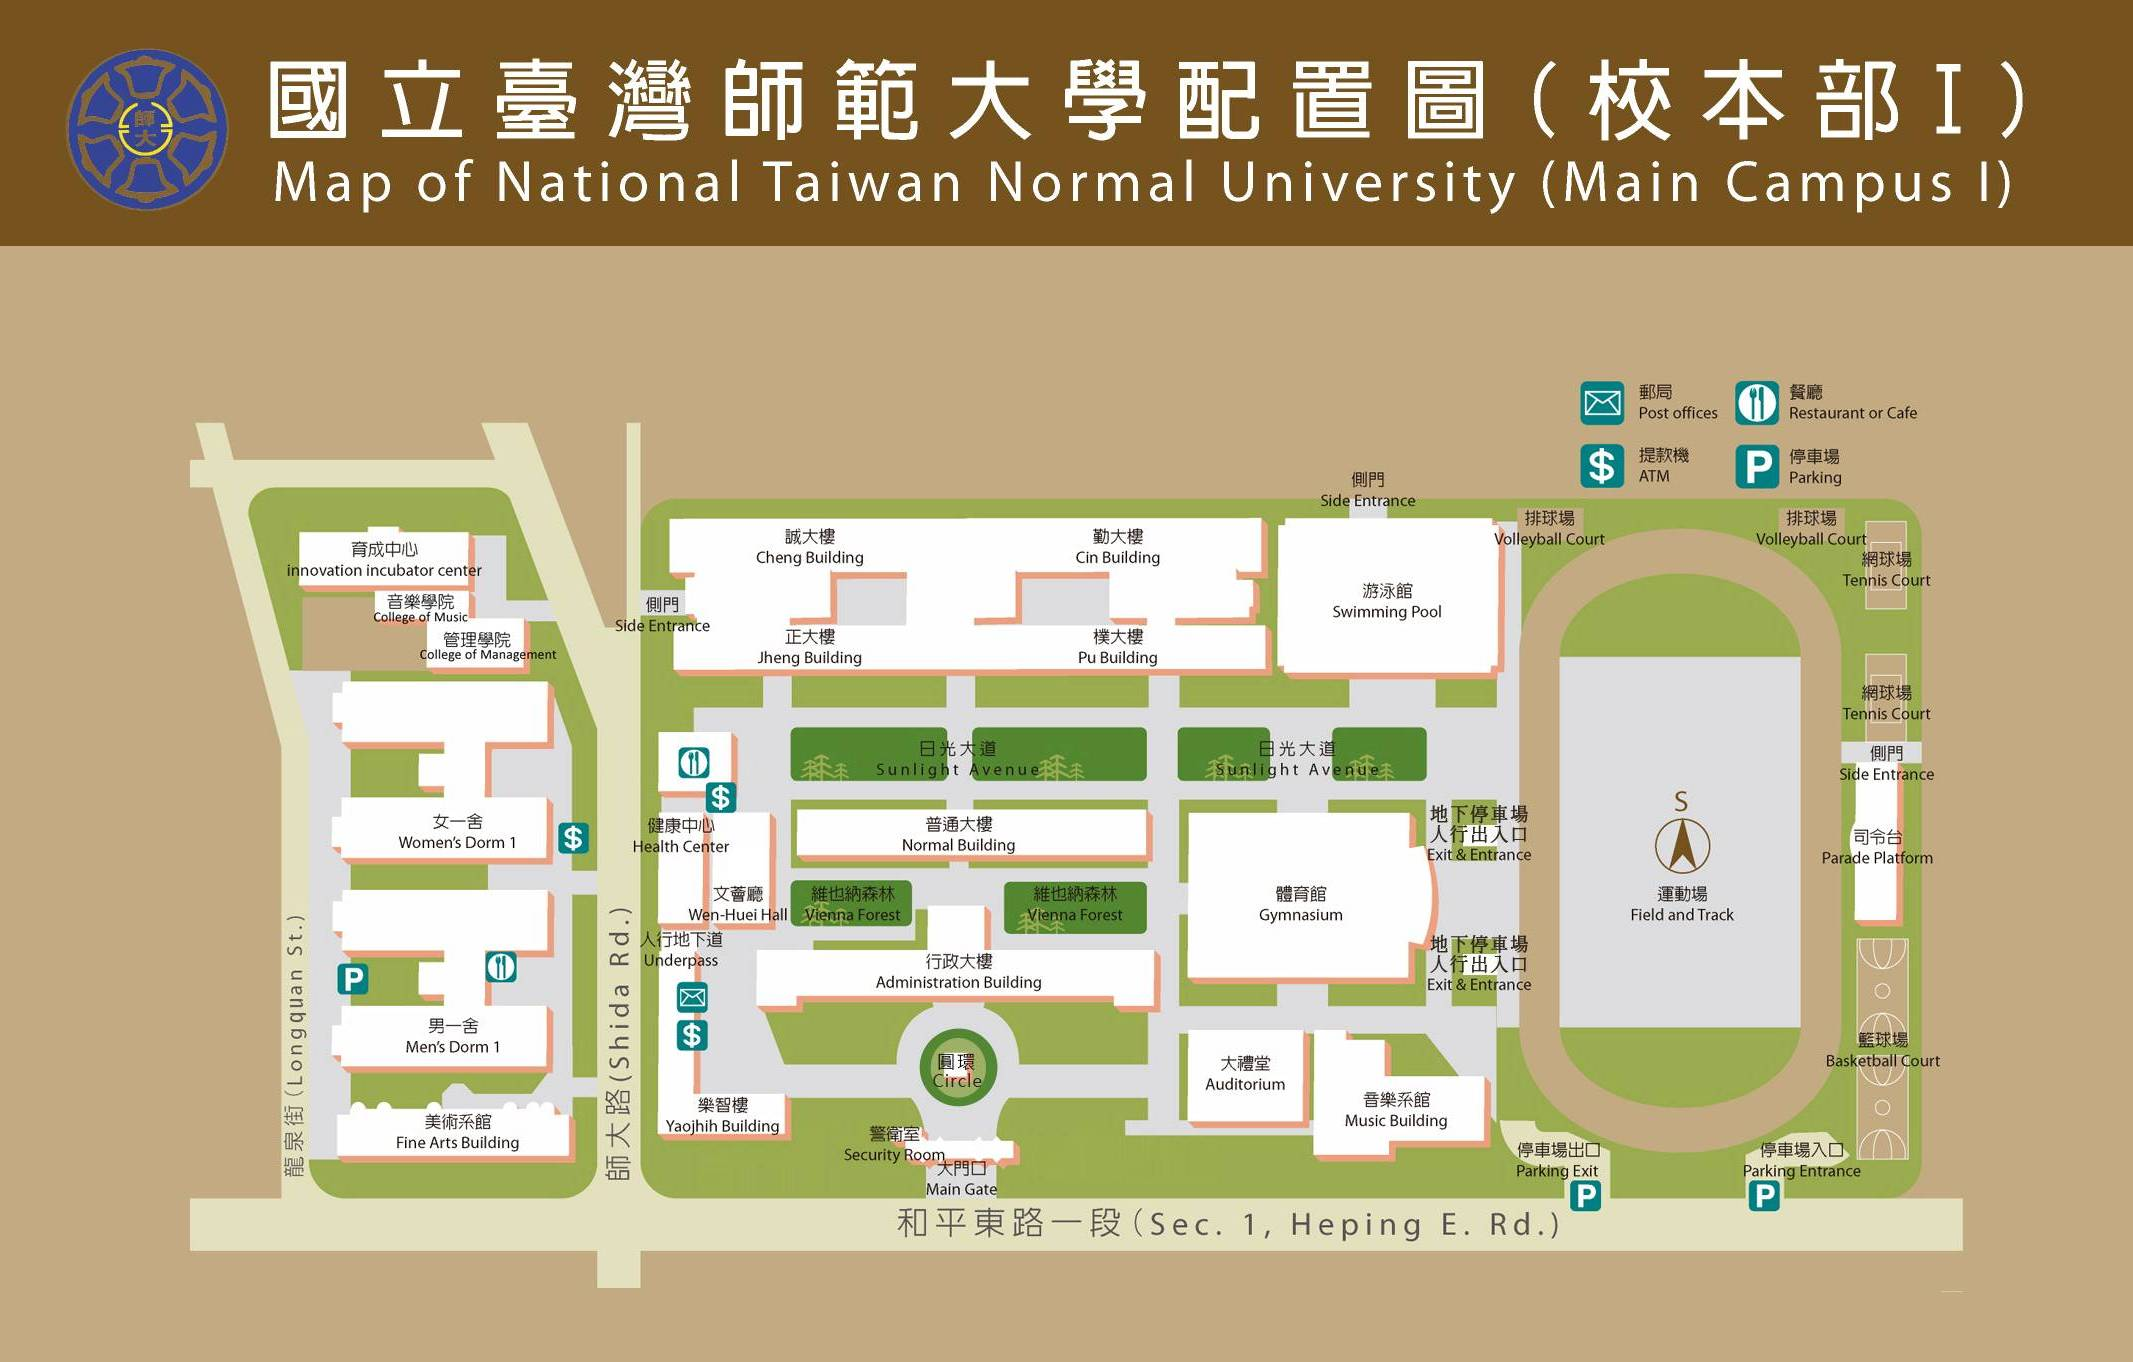 師
大
國立臺灣師範大學配置圖(校本部I)
Map of National Taiwan Normal University (Main Campus I)
郵局
Post offices
餐廳
Restaurant or Cafe
提款機
ATM
停車場
Parking
側門
Side Entrance
育成中心
innovation incubator center
音樂學院
College of Music
管理學院
College of Management
誠大樓
Cheng Building
勤大樓
Cin Building
游泳館
Swimming Pool
排球場
Volleyball Court
排球場
Volleyball Court
網球場
Tennis Court
側門
Side Entrance
正大樓
Jheng Building
樸大樓
Pu Building
網球場
Tennis Court
日光大道
Sunlight Avenue
日光大道
Sunlight Avenue
側門
Side Entrance
女一舍
Women's Dorm 1
健康中心
Health Center
普通大樓
Normal Building
地下停車場
人行出入口
Exit & Entrance
S
司令台
Parade Platform
文薈廳
Wen-Huei Hall
維也納森林
Vienna Forest
維也納森林
Vienna Forest
體育館
Gymnasium
運動場
Field and Track
人行地下道
Underpass
行政大樓
Administration Building
地下停車場
人行出入口
Exit & Entrance
男一舍
Men's Dorm 1
圓環
Circle
大禮堂
Auditorium
音樂系館
Music Building
籃球場
Basketball Court
美術系館
Fine Arts Building
樂智樓
Yaojhih Building
警衛室
Security Room
大門口
Main Gate
停車場出口
Parking Exit
停車場入口
Parking Entrance
P
P
P
龍泉街(Longquan St.)
師大路(Shida Rd.)
和平東路一段(Sec. 1, Heping E. Rd.)